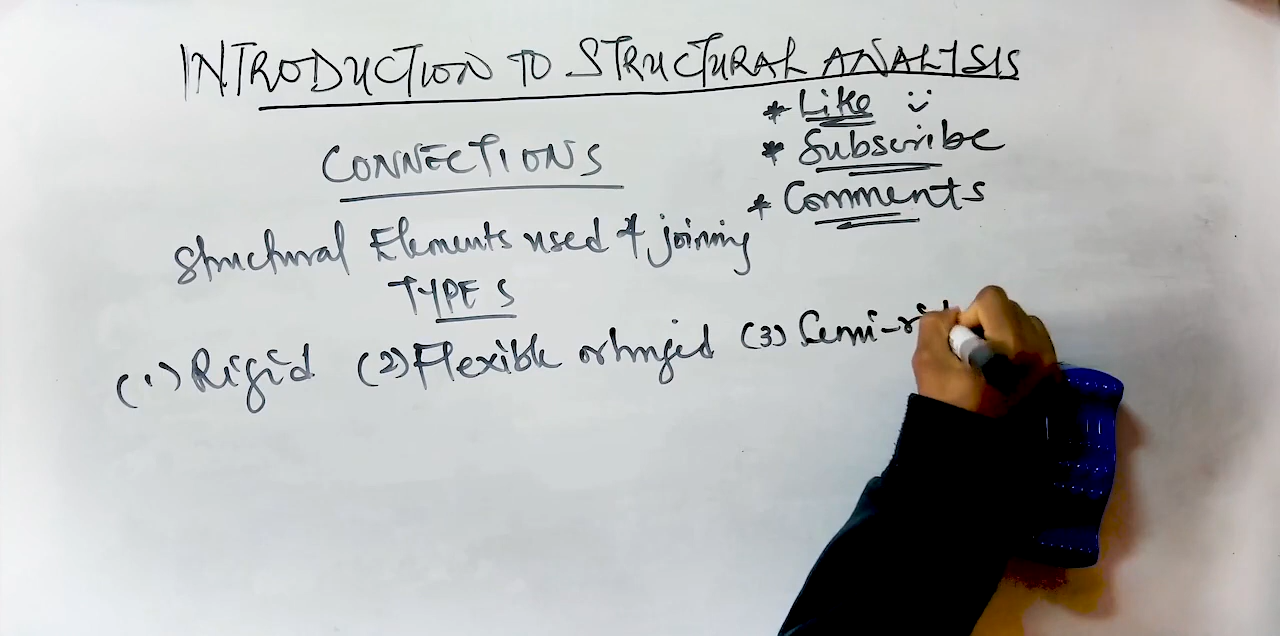 INTRODUCTION TO STRUCTURAL ANALYSIS
* Like
* Subscribe
* Comments
CONNECTIONS
Structural Elements used 4 joining
TYPES
(1) Rigid (2) Flexible or hinged (3) Semi-ri